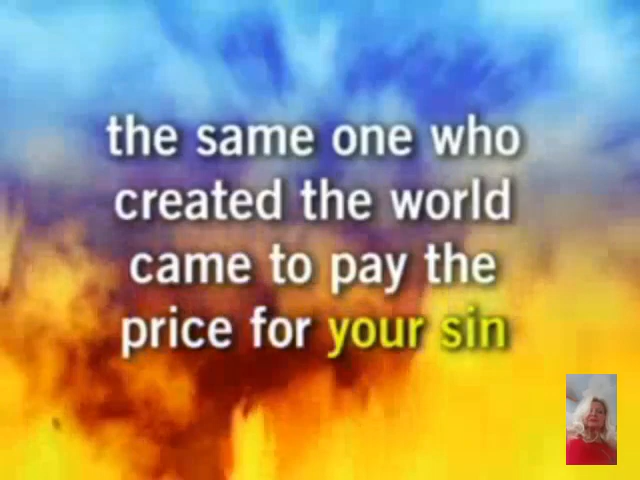 the same one who
created the world
came to pay the
price for your sin